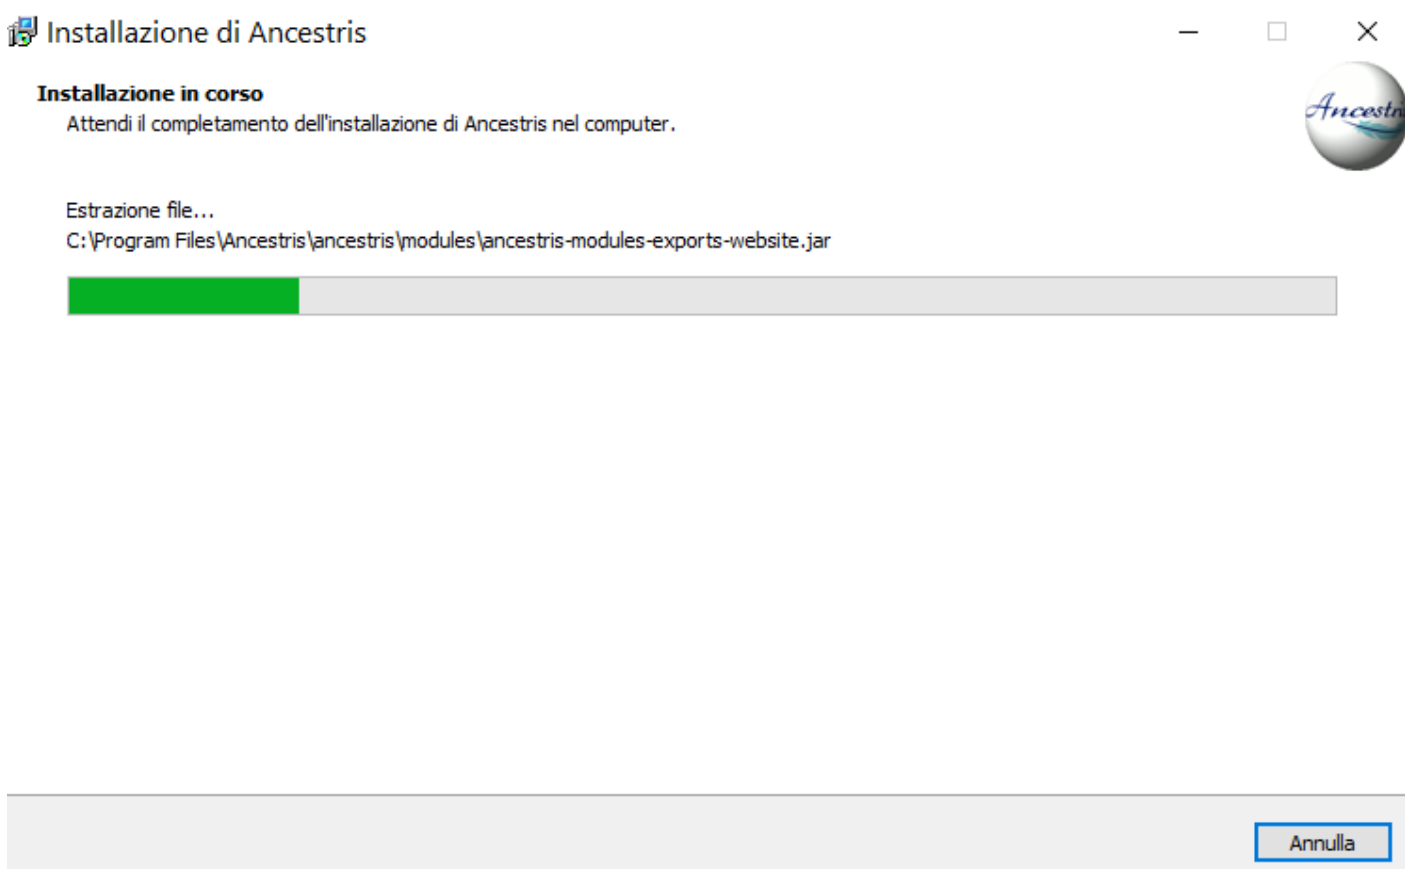 Installazione di Ancestris
Installazione in corso
Attendi il completamento dell'installazione di Ancestris nel computer.
Ancestri
Estrazione file...
C:\Program Files\Ancestris\ancestris\modules\ancestris-modules-exports-website.jar
Annulla